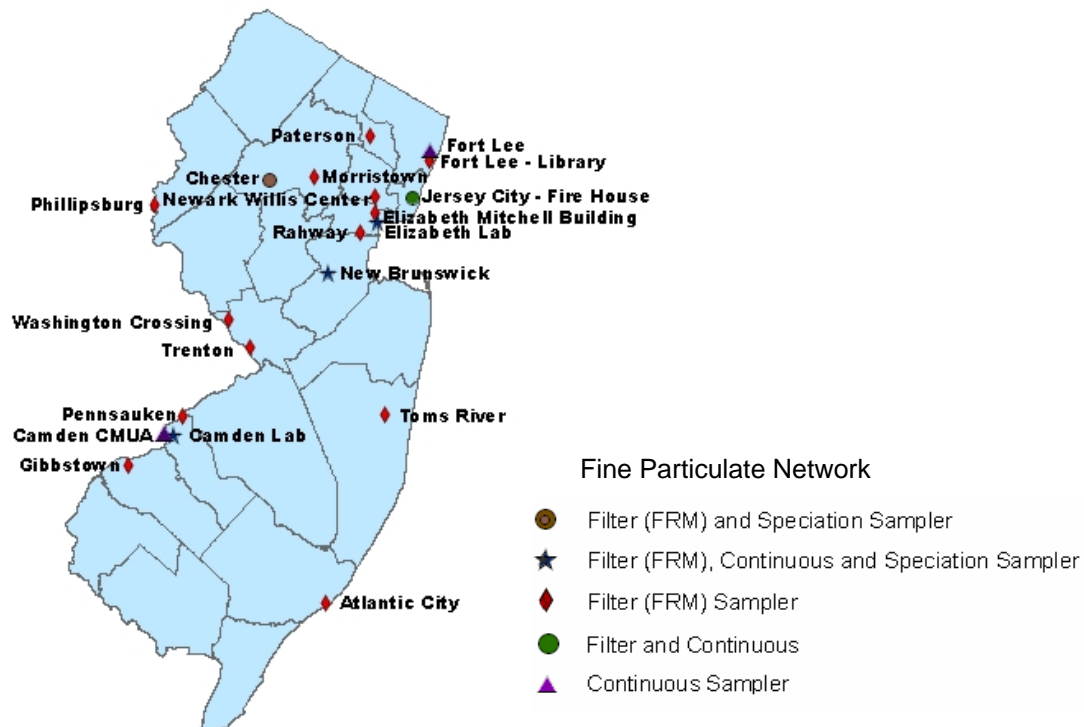 Paterson
Fort Lee
Fort Lee - Library
Chester
Morristown
Phillipsburg
Newark Willis Center
Jersey City - Fire House
Elizabeth Mitchell Building
Rahway
Elizabeth Lab
New Brunswick
Washington Crossing
Trenton
Pennsauken
Toms River
Camden CMUA
Camden Lab
Gibbstown
Atlantic City
Fine Particulate Network
Filter (FRM) and Speciation Sampler
Filter (FRM), Continuous and Speciation Sampler
Filter (FRM) Sampler
Filter and Continuous
Continuous Sampler